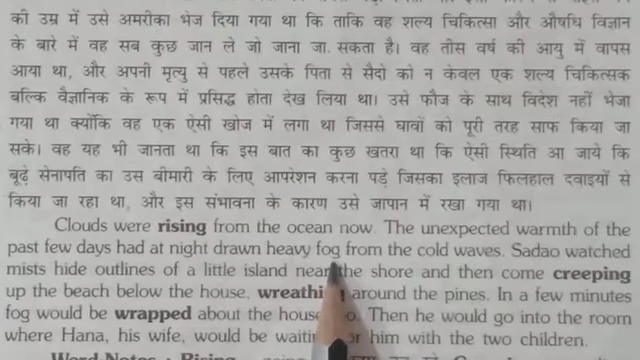 की उम्र में उसे अमरीका भेज दिया गया था कि ताकि वह शल्य चिकित्सा और औषधि विज्ञान
के बारे में वह सब कुछ जान ले जो जाना जा. सकता है। वह तीस वर्ष की आयु में वापस
आया था, और अपनी मृत्यु से पहले उसके पिता से सैदो को न केवल एक शल्य चिकित्सक
बल्कि वैज्ञानिक के रूप में प्रसिद्ध होता देख लिया था। उसे फौज के साथ विदेश नहीं भेजा
गया था क्योंकि वह एक ऐसी खोज में लगा था जिससे घावों को पूरी तरह साफ किया जा
सके। वह यह भी जानता था कि इस बात का कुछ खतरा था कि ऐसी स्थिति आ जाये कि
बूढ़े सेनापति का उस बीमारी के लिए आपरेशन करना पड़े जिसका इलाज फिलहाल दवाइयों से
किया जा रहा था, और इस संभावना के कारण उसे जापान में रखा गया था।
Clouds were rising from the ocean now. The unexpected warmth of the
past few days had at night drawn heavy fog from the cold waves. Sadao watched
mists hide outlines of a little island near the shore and then come creeping
up the beach below the house, around the pines. In a few minutes
fog would be wrapped about the Then he would go into the room
where Hana, his wife, would be him with the two children.
Word Notes : Rising